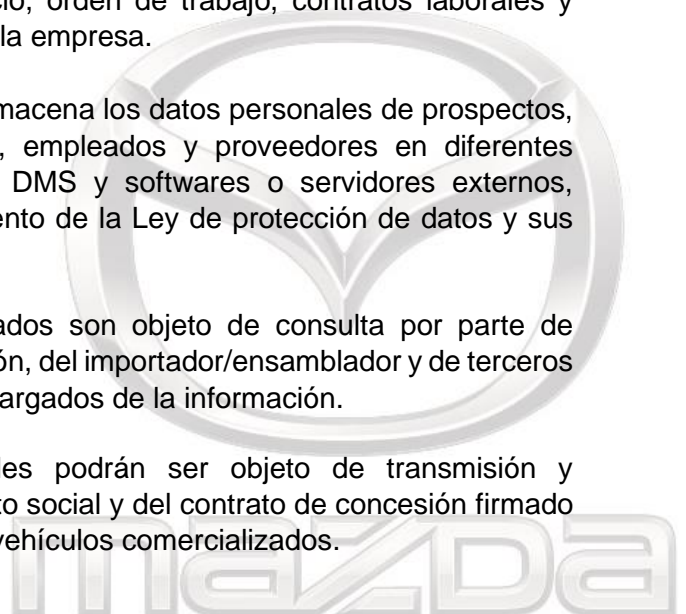 cio, orden de trabajo, contratos laborales y
la empresa.
macena los datos personales de prospectos,
, empleados y proveedores en diferentes
DMS y softwares o servidores externos,
ento de la Ley de protección de datos y sus
ados son objeto de consulta por parte de
ón, del importador/ensamblador y de terceros
argados de la información.
les podrán ser objeto de transmisión y
to social y del contrato de concesión firmado
vehículos comercializados.
mazda